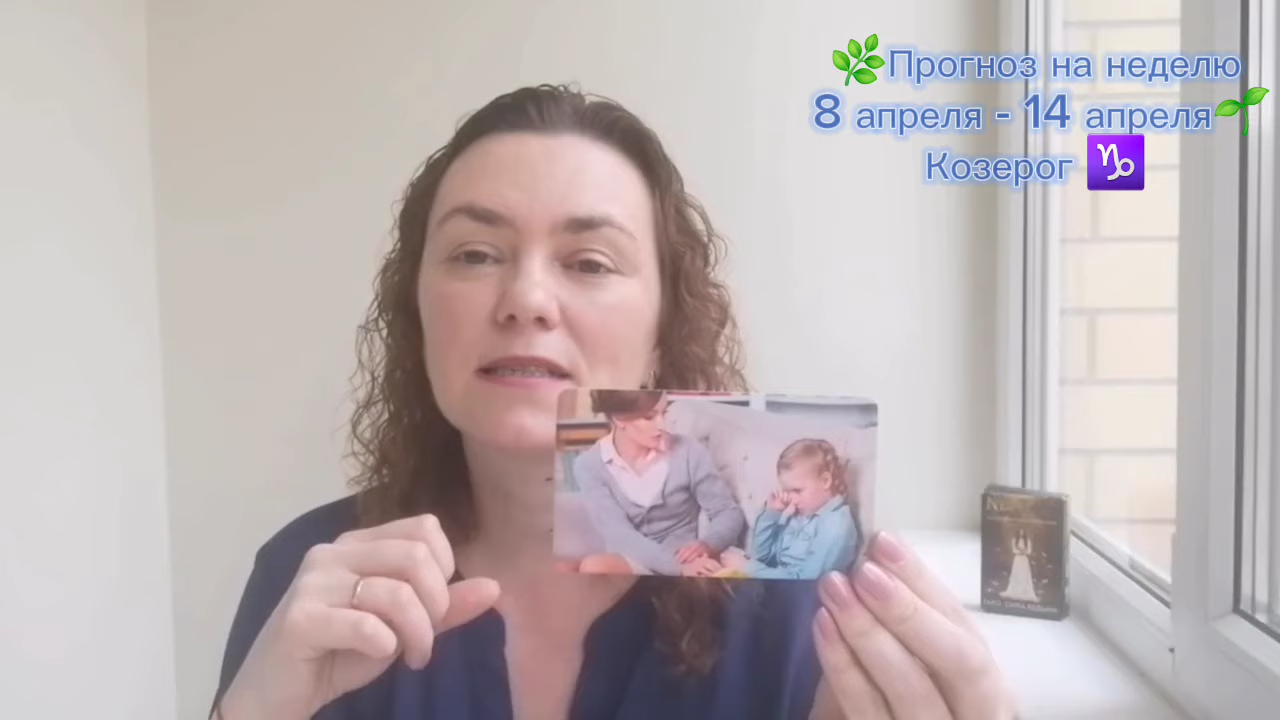 🌿Прогноз на неделю
8 апреля - 14 апреля🌱
Козерог ♑